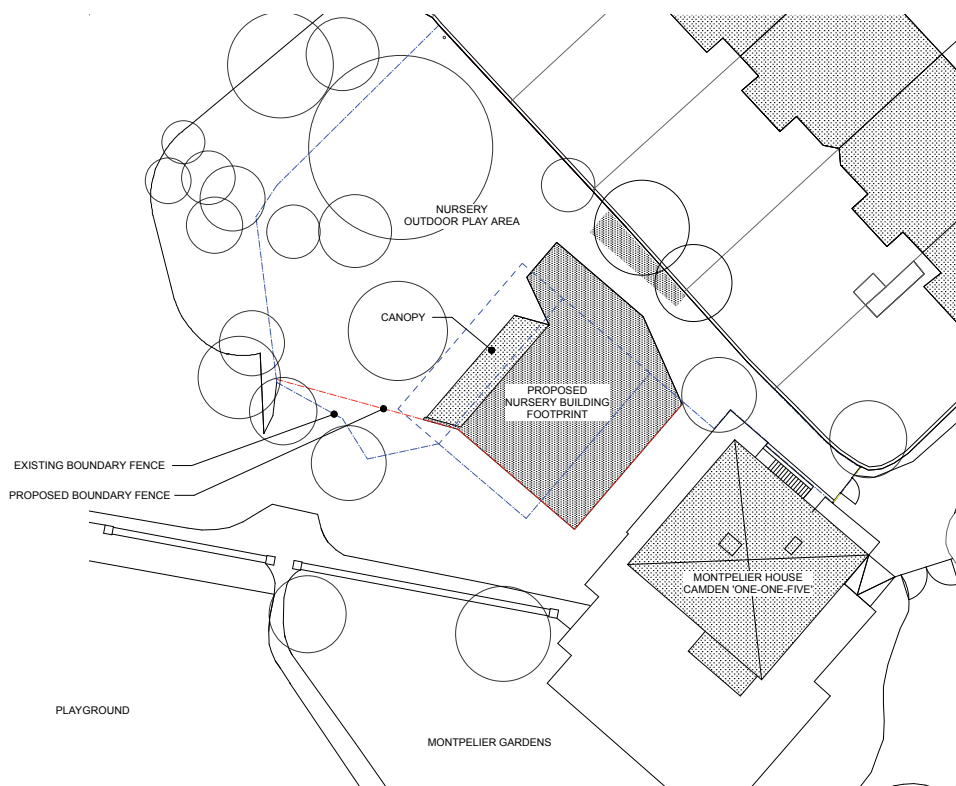 NURSERY
OUTDOOR PLAY AREA
CANOPY
PROPOSED
NURSERY BUILDING
FOOTPRINT
EXISTING BOUNDARY FENCE
PROPOSED BOUNDARY FENCE
MONTPELIER HOUSE
CAMDEN 'ONE-ONE-FIVE'
PLAYGROUND
MONTPELIER GARDENS